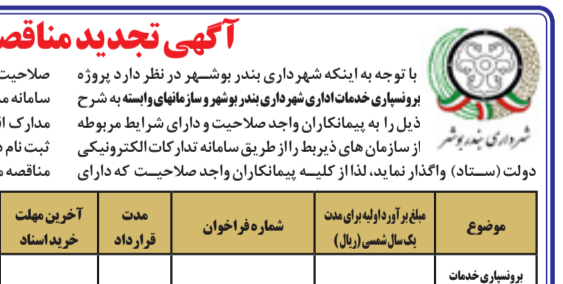 آگهی تجدید مناقصه
با توجه به اینکه شهرداری بندر بوشــهر در نظر دارد پروژه
برونسپاری خدمات اداری شهرداری بندر بوشهر و سازمانهای وابسته به شرح
ذیل را به پیمانکاران واجد صلاحیت و دارای شرایط مربوطه
از سازمان های ذیربط را از طریق سامانه تدارکات الکترونیکی
دولت (ســتاد) واگذار نماید، لذا از کلیــه پیمانکاران واجد صلاحیــت که دارای
صلاحیت
سامانه
مدارک
ثبت نام
مناقصه
شهرداری بندر بوشهر
موضوع
مبلغ برآورد اولیه برای مدت
یک سال شمسی (ریال)
شماره فراخوان
مدت
قرارداد
آخرین مهلت
خرید اسناد
برونسپاری خدمات